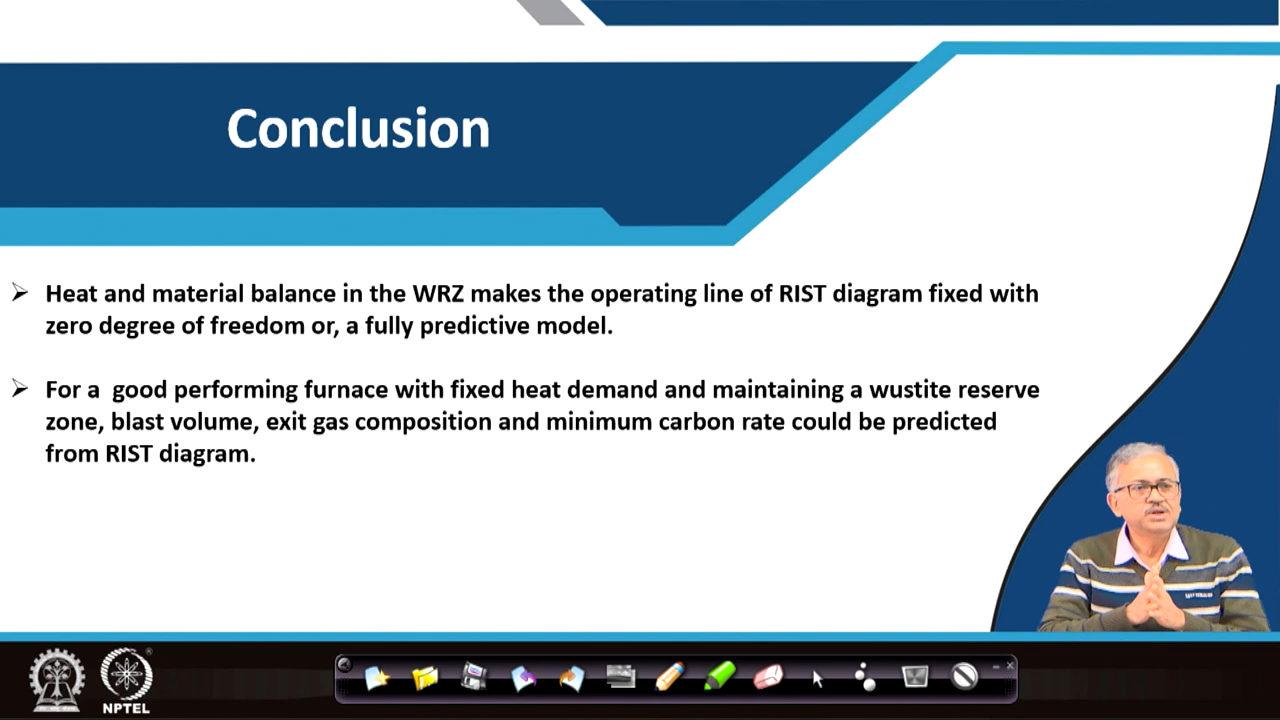 Conclusion
➢ Heat and material balance in the WRZ makes the operating line of RIST diagram fixed with
zero degree of freedom or, a fully predictive model.
➢ For a good performing furnace with fixed heat demand and maintaining a wustite reserve
zone, blast volume, exit gas composition and minimum carbon rate could be predicted
from RIST diagram.
NPTEL